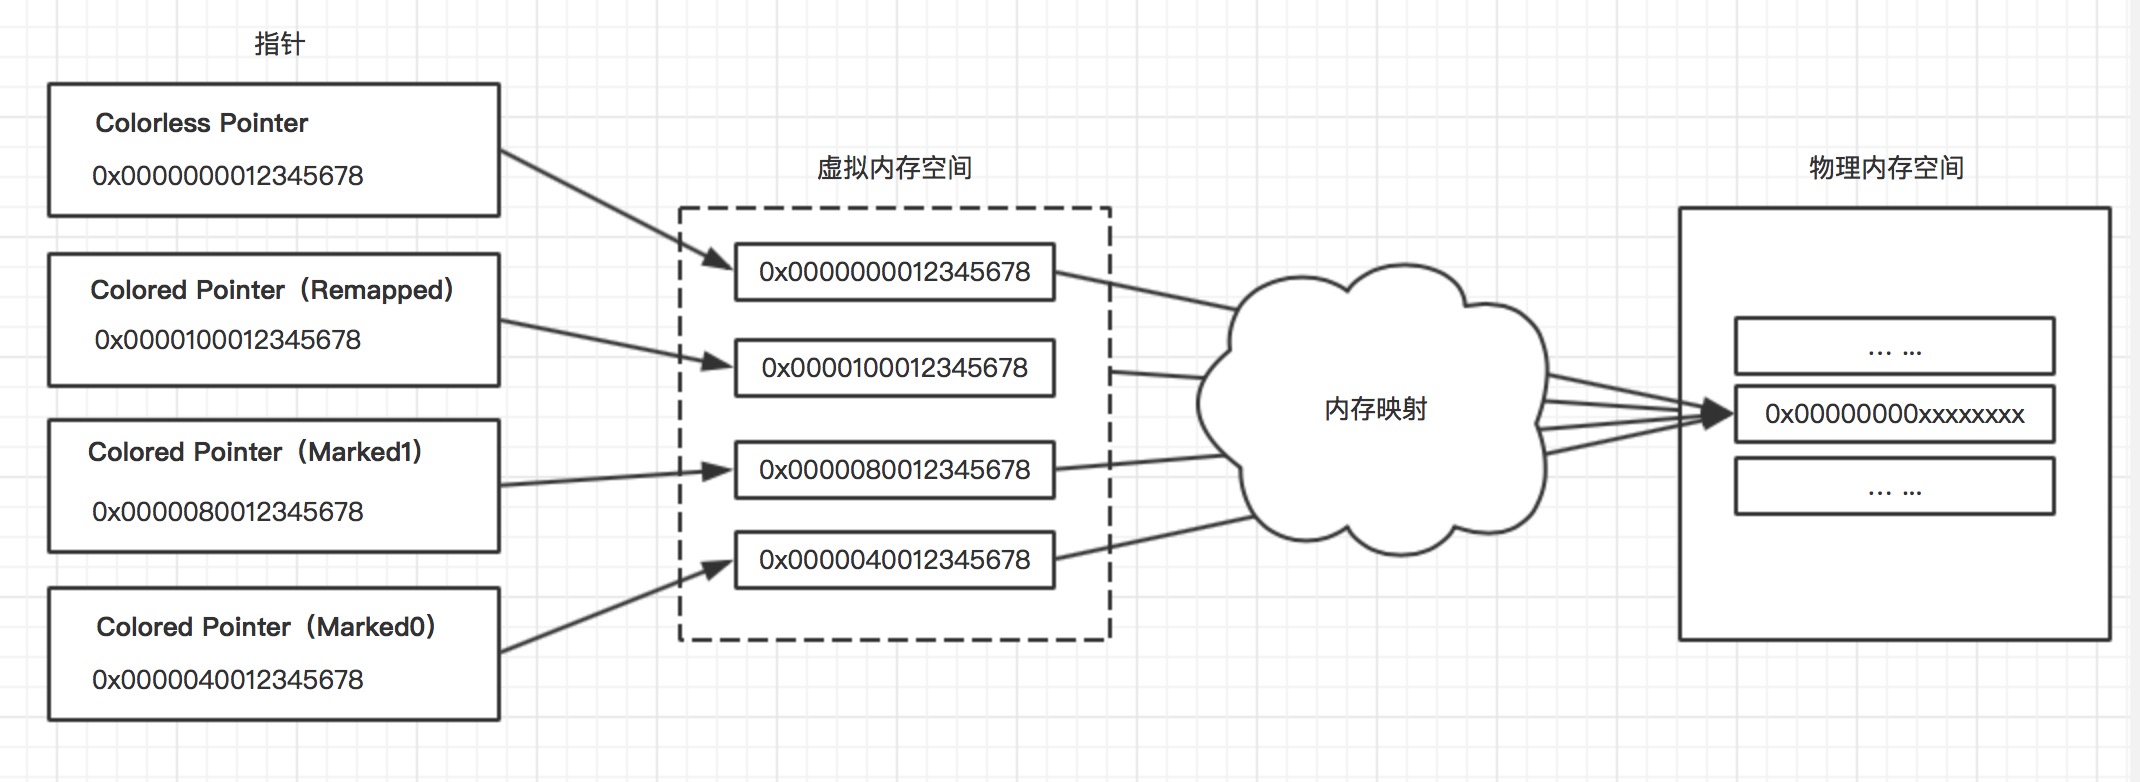 指针
Colorless Pointer
0x0000000012345678
Colored Pointer（Remapped）
0x0000100012345678
Colored Pointer（Marked1）
0x0000080012345678
Colored Pointer（Marked0）
0x0000040012345678
虚拟内存空间
0x0000000012345678
0x0000100012345678
0x0000080012345678
0x0000040012345678
内存映射
物理内存空间
... ...
0x00000000xxxxxxxx
... ...